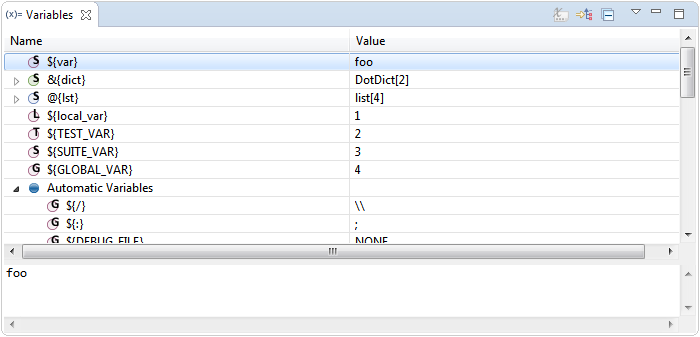 (x)= Variables
Name Value
S ${var} foo
S &{dict} DotDict[2]
S @{lst} list[4]
L ${local_var} 1
T ${TEST_VAR} 2
S ${SUITE_VAR} 3
G ${GLOBAL_VAR} 4
Automatic Variables
G ${/} \\
G ${:} ;
G ${DEBUG_FILE} NONE
foo